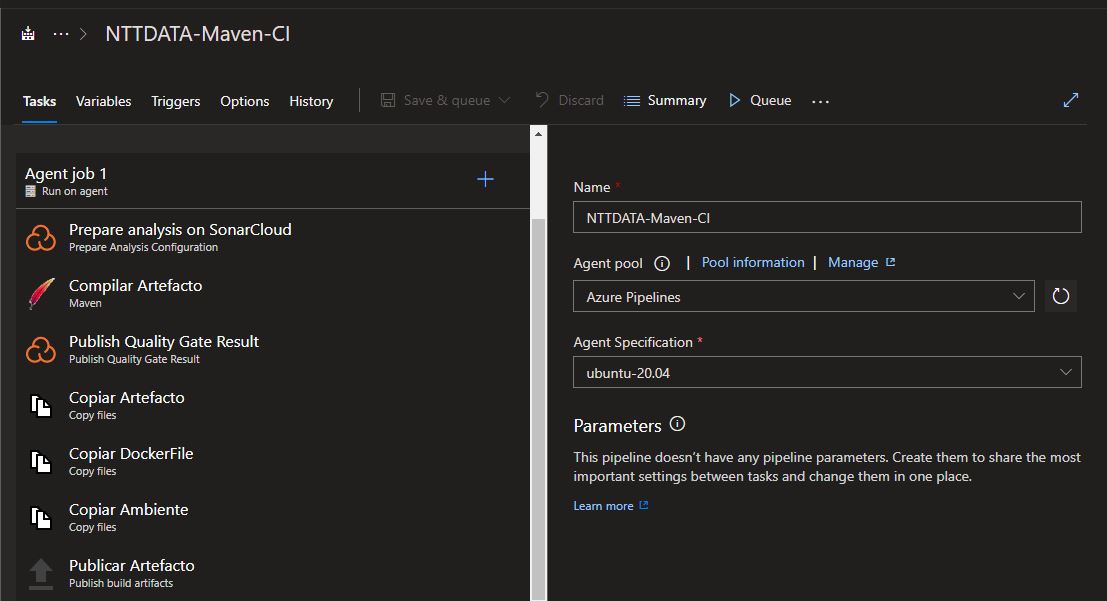 ... > NTTDATA-Maven-CI
Tasks Variables Triggers Options History Save & queue Discard Summary Queue ...
Agent job 1
Run on agent
Prepare analysis on SonarCloud
Prepare Analysis Configuration
Compilar Artefacto
Maven
Publish Quality Gate Result
Publish Quality Gate Result
Copiar Artefacto
Copy files
Copiar DockerFile
Copy files
Copiar Ambiente
Copy files
Publicar Artefacto
Publish build artifacts
Name *
NTTDATA-Maven-CI
Agent pool | Pool information | Manage
Azure Pipelines
Agent Specification *
ubuntu-20.04
Parameters
This pipeline doesn't have any pipeline parameters. Create them to share the most
important settings between tasks and change them in one place.
Learn more